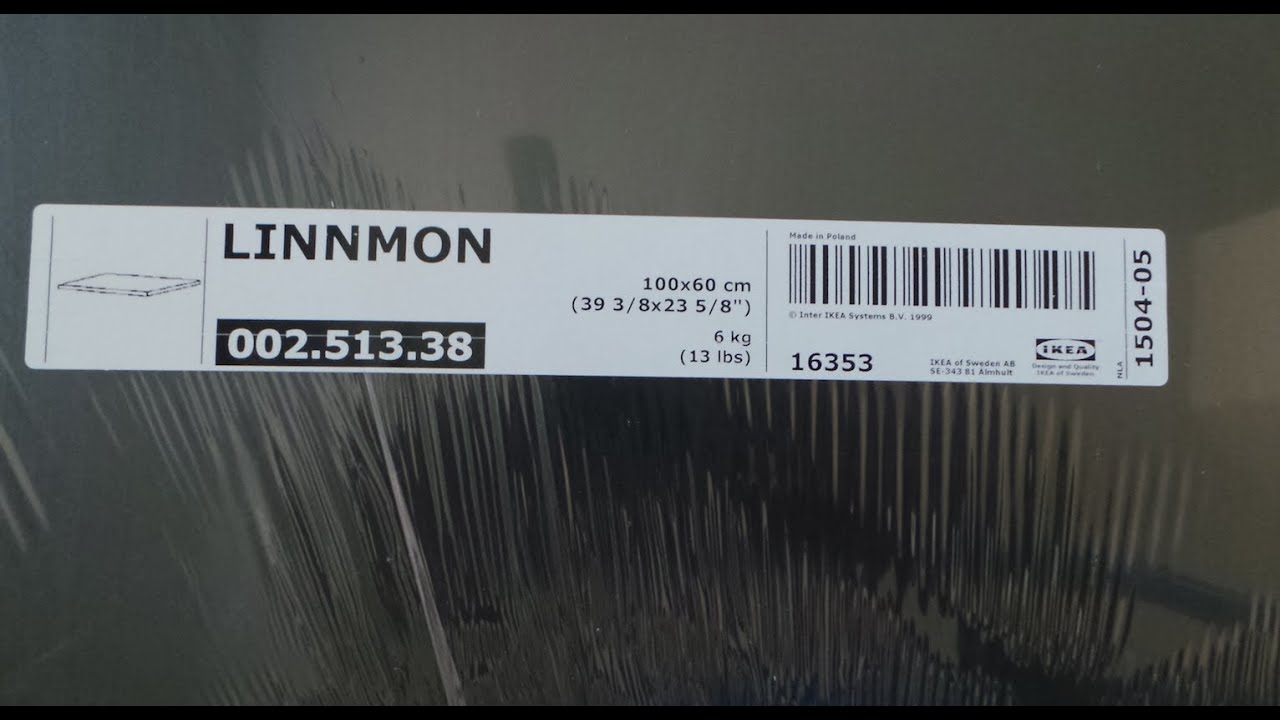 LINNMON
002.513.38
100x60 cm
(39 3/8x23 5/8")
6 kg
(13 lbs)
Made in Poland
© Inter IKEA Systems B.V. 1999
16353
IKEA of Sweden AB
SE-343 81 Älmhult
IKEA
Design and Quality
IKEA of Sweden
NLA
1504-05